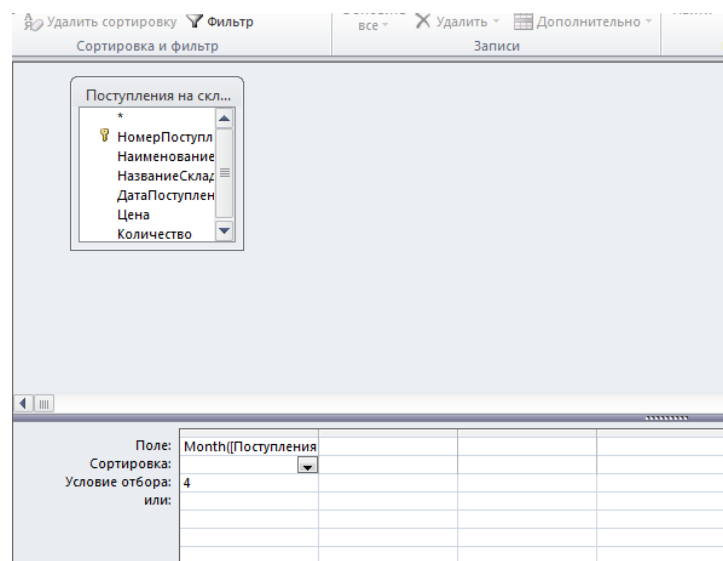 Удалить сортировку Фильтр
все Удалить Дополнительно
Сортировка и фильтр
Записи
Поступления на скл...
*
НомерПоступл
Наименование
НазваниеСклад
ДатаПоступлен
Цена
Количество
Поле: Month([Поступления
Сортировка:
Условие отбора: 4
или: